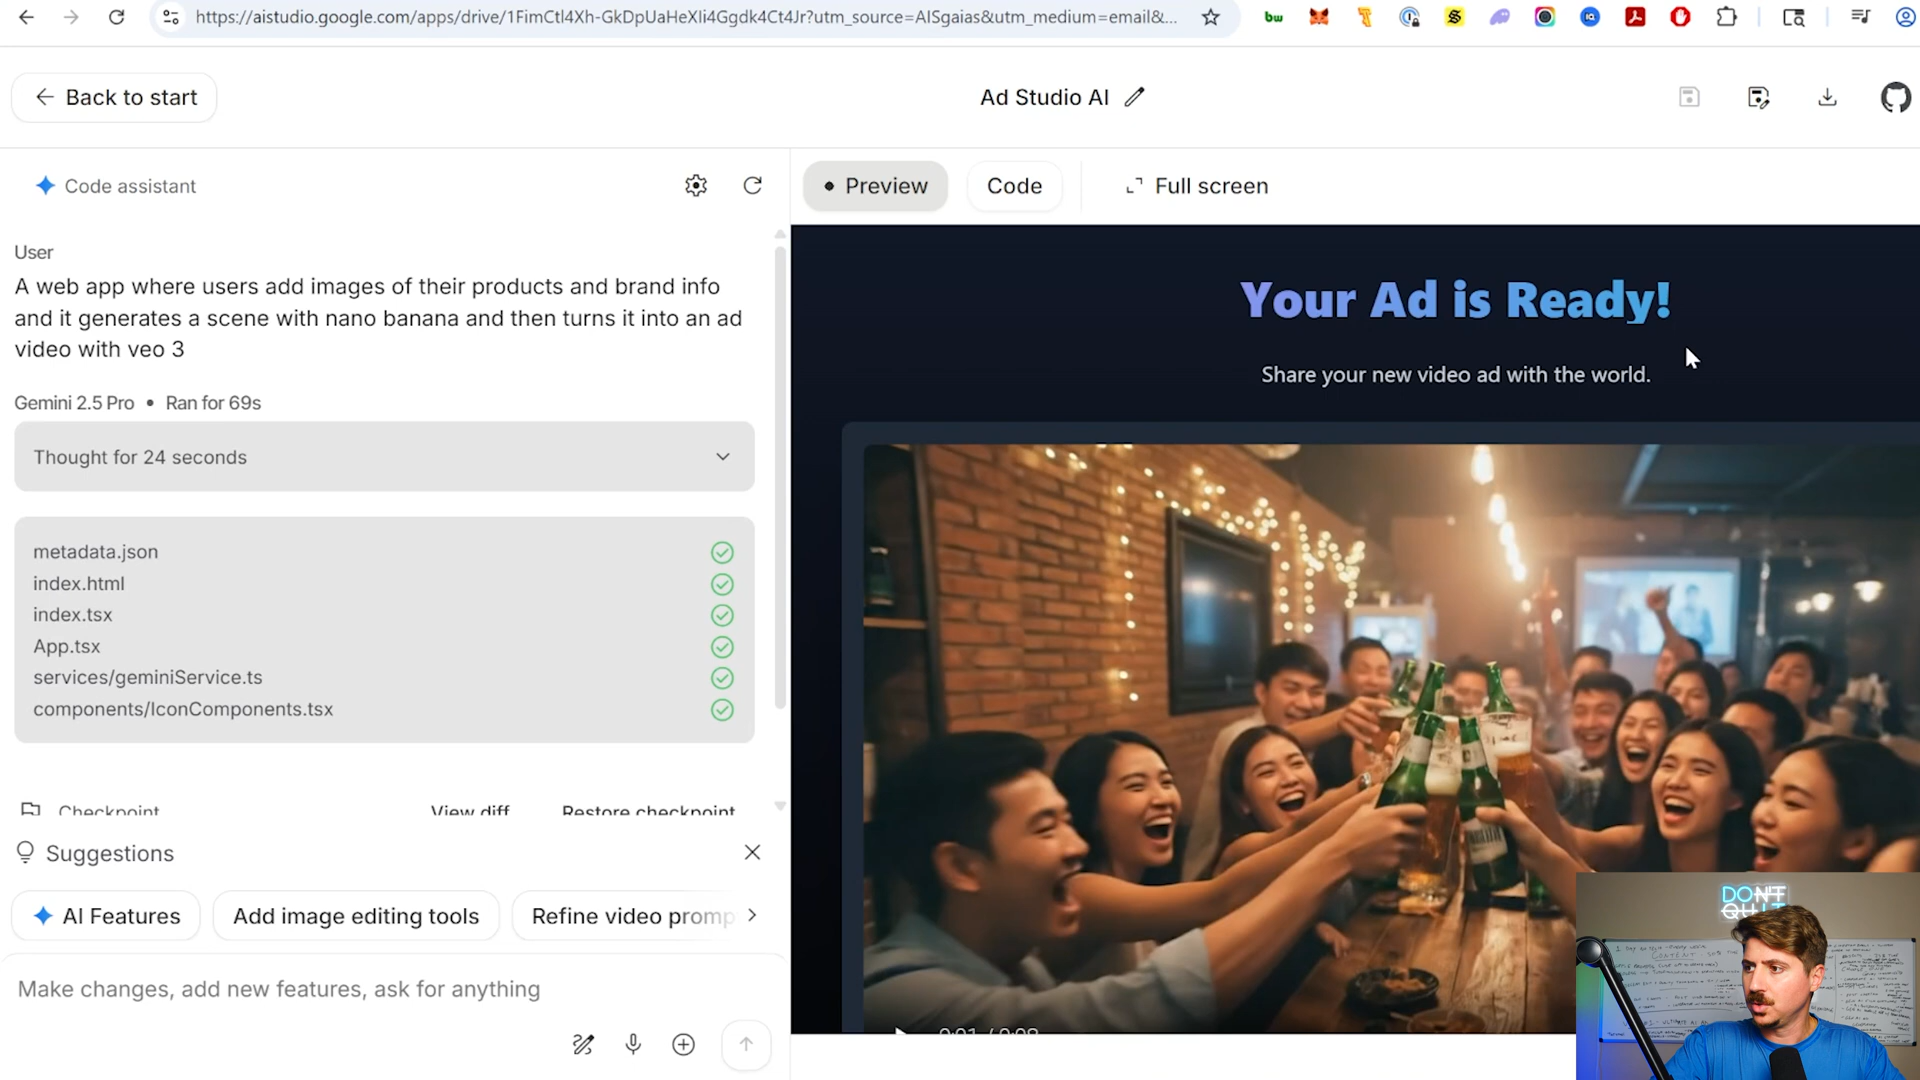 https://aistudio.google.com/apps/drive/1FimCtl4Xh-GkDpUaHeXli4Ggdk4Ct4Jr?utm_source=AISgaias&utm_medium=email&...
Back to start
Ad Studio AI
Code assistant
Preview
Code
Full screen
User
A web app where users add images of their products and brand info
and it generates a scene with nano banana and then turns it into an ad
video with veo 3
Gemini 2.5 Pro • Ran for 69s
Thought for 24 seconds
metadata.json
index.html
index.tsx
App.tsx
services/geminiService.ts
components/IconComponents.tsx
Checkpoint
View diff
Restore checkpoint
Suggestions
AI Features
Add image editing tools
Refine video promp
Make changes, add new features, ask for anything
Your Ad is Ready!
Share your new video ad with the world.
0:01 / 0:08
DON'T
QUIT